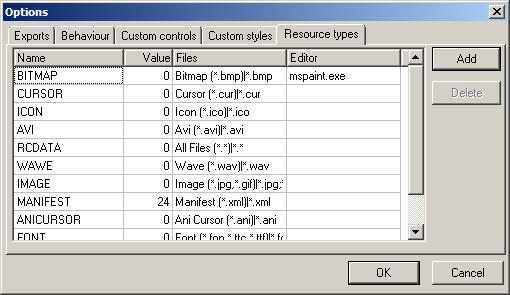 Options
Exports Behaviour Custom controls Custom styles Resource types
Name Value Files Editor
BITMAP 0 Bitmap (*.bmp)|*.bmp mspaint.exe
CURSOR 0 Cursor (*.cur)|*.cur
ICON 0 Icon (*.ico)|*.ico
AVI 0 Avi (*.avi)|*.avi
RCDATA 0 All Files (*.*)|*.*
WAWE 0 Wave (*.wav)|*.wav
IMAGE 0 Image (*.jpg,*.gif)|*.jpg,*
MANIFEST 24 Manifest (*.xml)|*.xml
ANICURSOR 0 Ani Cursor (*.ani)|*.ani
FONT 0 Font (*.fon,*.ttc,*.ttf)|*.fo
Add
Delete
OK Cancel